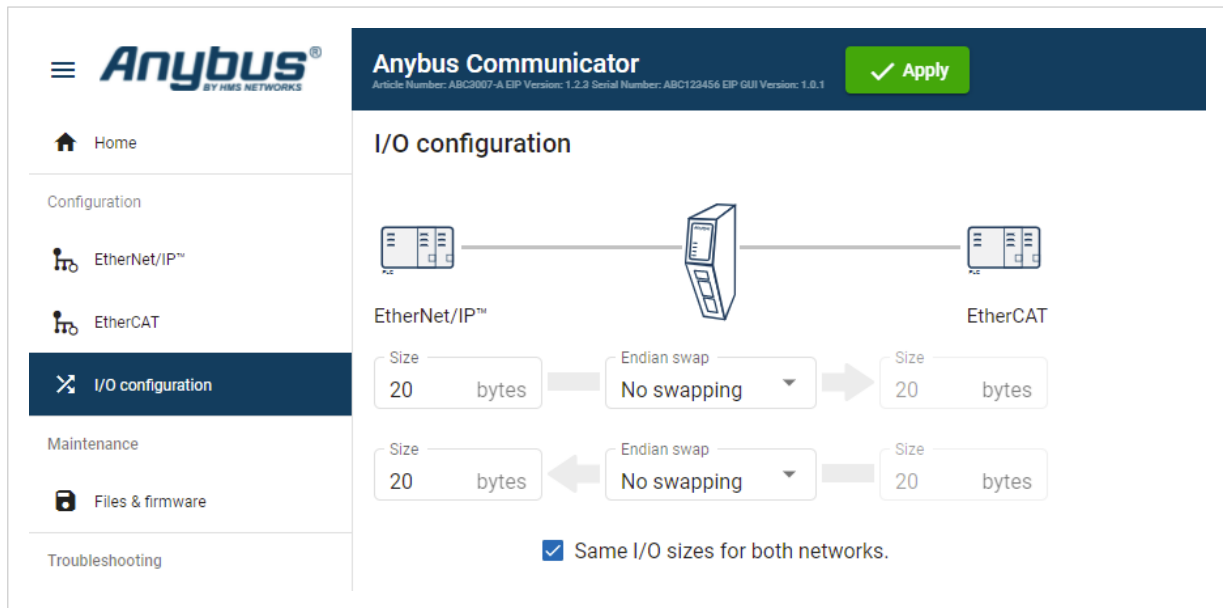 Anybus®
BY HMS NETWORKS
Anybus Communicator
Article Number: ABC3007-A EIP Version: 1.2.3 Serial Number: ABC123456 EIP GUI Version: 1.0.1
Apply
Home
Configuration
EtherNet/IP™
EtherCAT
I/O configuration
Maintenance
Files & firmware
Troubleshooting
I/O configuration
PLC
PLC
EtherNet/IP™
EtherCAT
Size
Endian swap
Size
20 bytes
No swapping
20 bytes
Size
Endian swap
Size
20 bytes
No swapping
20 bytes
Same I/O sizes for both networks.